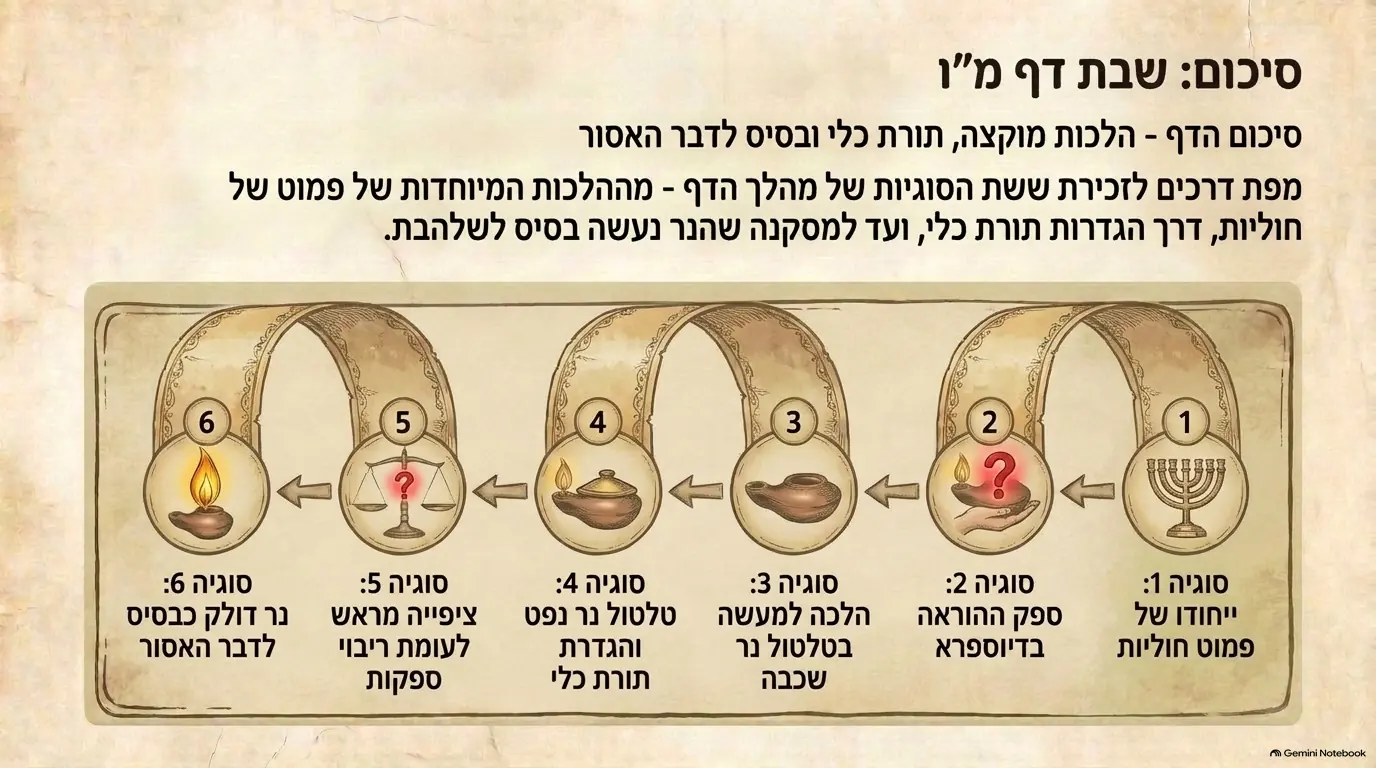 סיכום: שבת דף מ"ו
סיכום הדף - הלכות מוקצה, תורת כלי ובסיס לדבר האסור
מפת דרכים לזכירת ששת הסוגיות של מהלך הדף - מההלכות המיוחדות של פמוט של
חוליות, דרך הגדרות תורת כלי, ועד למסקנה שהנר נעשה בסיס לשלהבת.
1
סוגיה 1:
ייחודו של
פמוט חוליות
2
?
סוגיה 2:
ספק ההוראה
בדיוספרא
3
סוגיה 3:
הלכה למעשה
בטלטול נר
שכבה
4
סוגיה 4:
טלטול נר נפט
והגדרת
תורת כלי
5
?
סוגיה 5:
ציפייה מראש
לעומת ריבוי
ספקות
6
סוגיה 6:
נר דולק כבסיס
לדבר האסור
Gemini Notebook